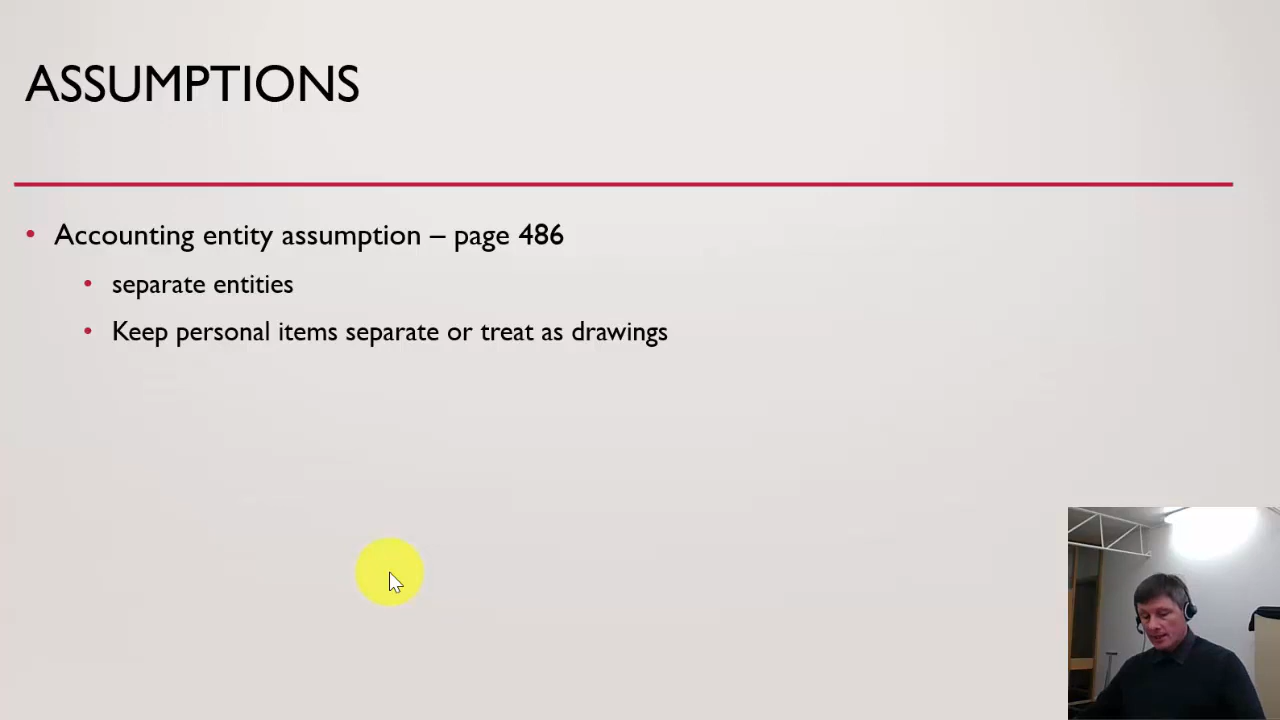 ASSUMPTIONS
• Accounting entity assumption – page 486
• separate entities
• Keep personal items separate or treat as drawings